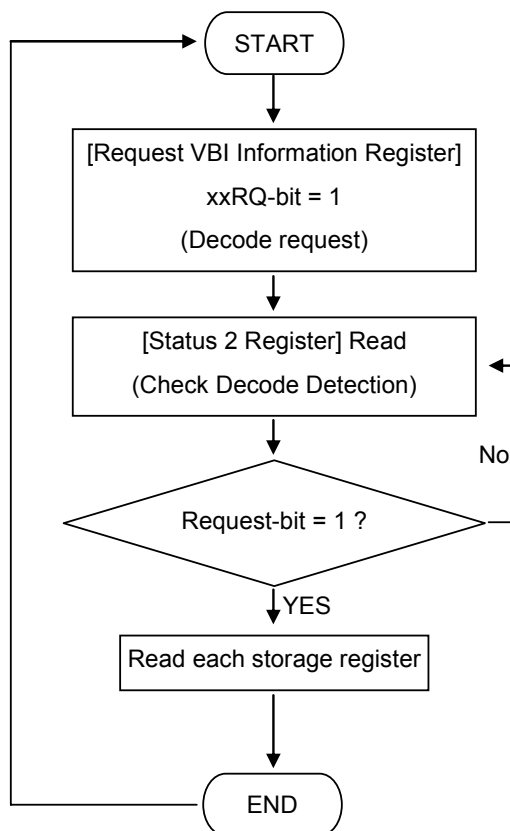 START
[Request VBI Information Register]
xxRQ-bit = 1
(Decode request)
[Status 2 Register] Read
(Check Decode Detection)
No
Request-bit = 1 ?
YES
Read each storage register
END